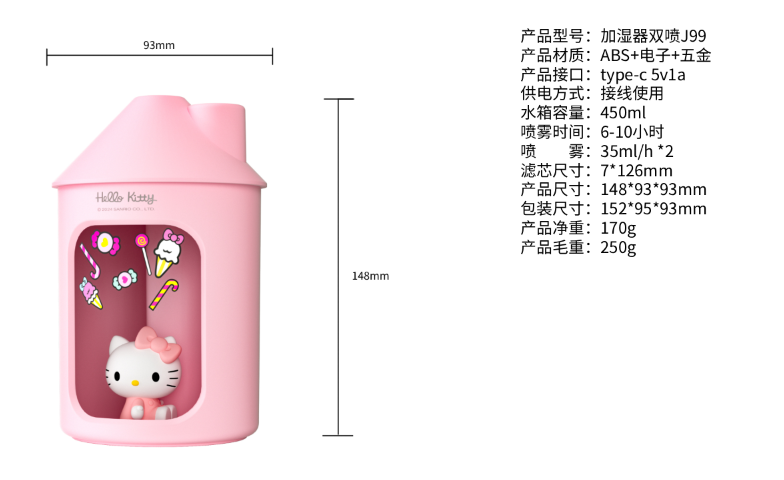 93mm
Hello Kitty
148mm
产品型号：加湿器双喷J99
产品材质：ABS+电子+五金
产品接口：type-c 5v1a
供电方式：接线使用
水箱容量：450ml
喷雾时间：6-10小时
喷　　雾：35ml/h *2
滤芯尺寸：7*126mm
产品尺寸：148*93*93mm
包装尺寸：152*95*93mm
产品净重：170g
产品毛重：250g